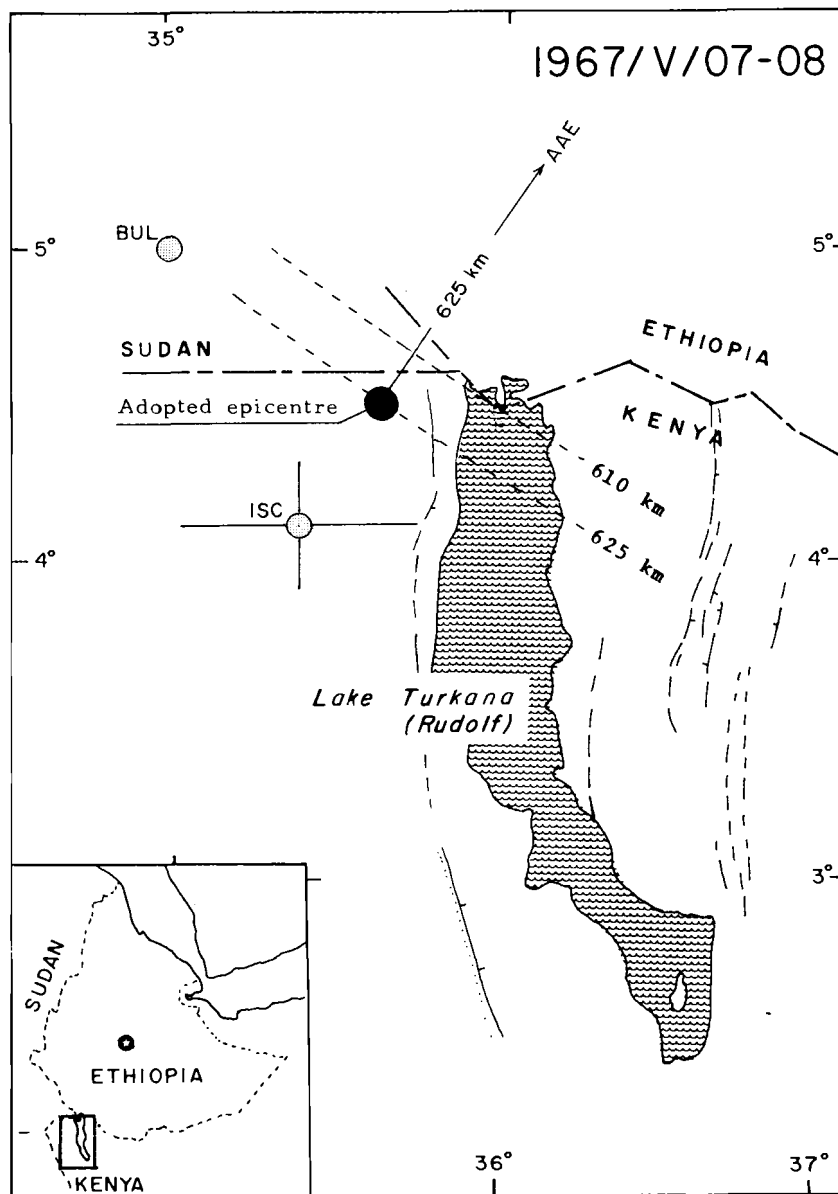 35°
1967/V/07-08
AAE
BUL
5°
5°
625 km
SUDAN
ETHIOPIA
Adopted epicentre
KENYA
610 km
ISC
625 km
4°
4°
Lake Turkana
(Rudolf)
3°
SUDAN
ETHIOPIA
KENYA
36°
37°